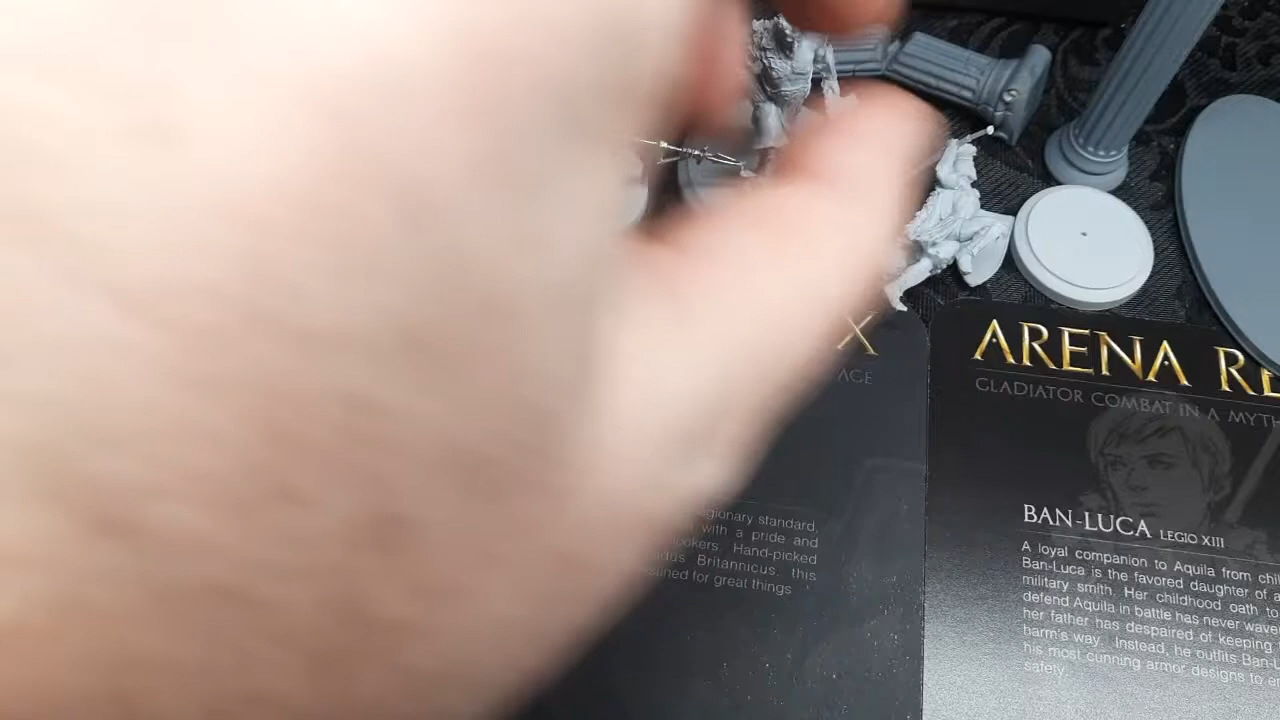 X
AGE
gionary standard,
with a pride and
ookers. Hand-picked
dus Britannicus, this
stined for great things
ARENA RE
GLADIATOR COMBAT IN A MYTH
BAN-LUCA LEGIO XIII
A loyal companion to Aquila from chil
Ban-Luca is the favored daughter of a
military smith. Her childhood oath to
defend Aquila in battle has never wave
her father has despaired of keeping
harm's way. Instead, he outfits Ban-L
his most cunning armor designs to en
safety.